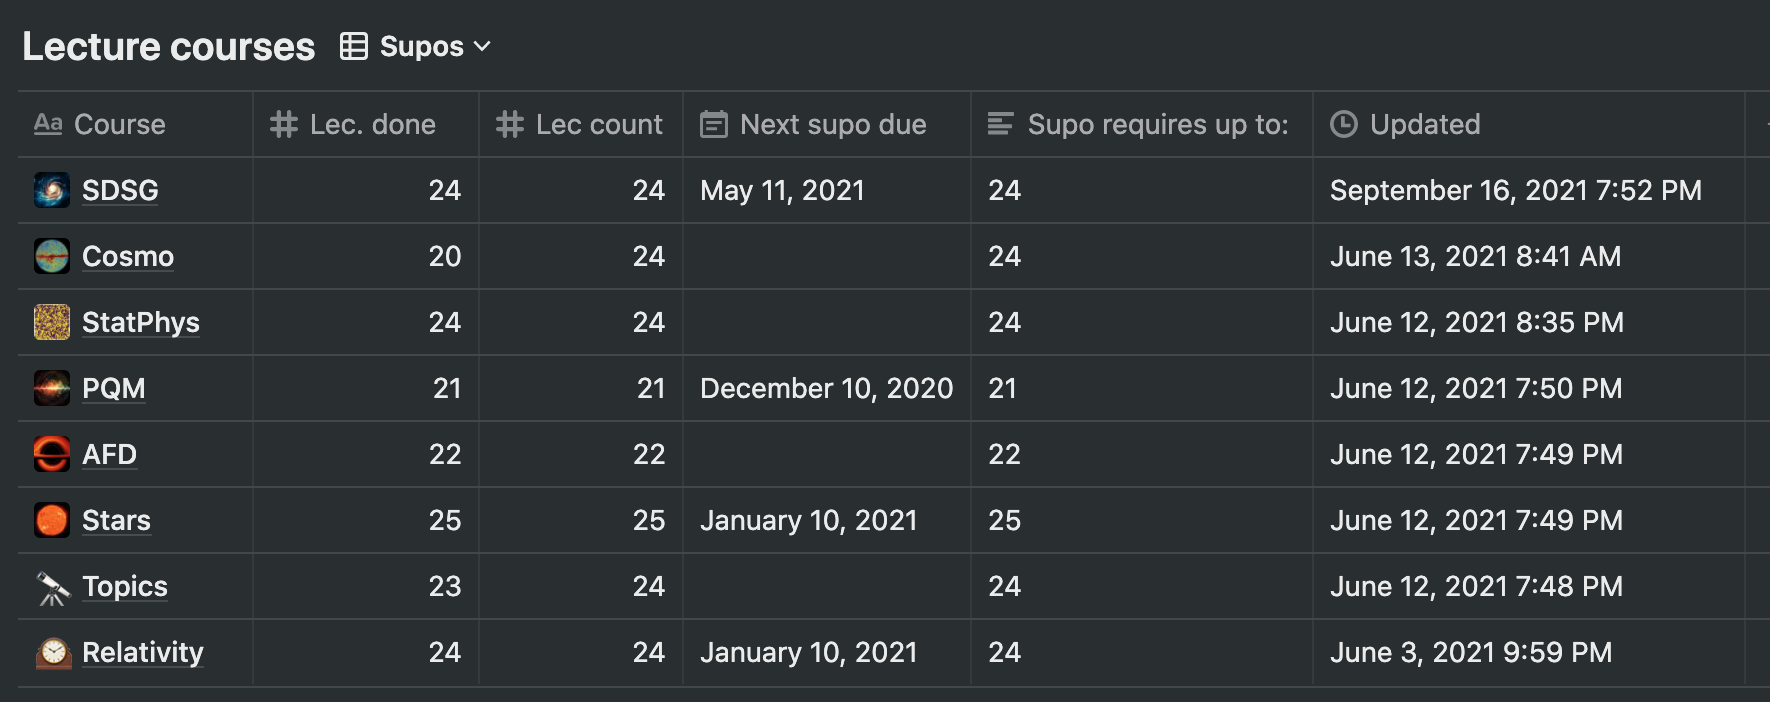 Lecture courses Supos
Aa Course # Lec. done # Lec count Next supo due Supo requires up to: Updated
SDSG 24 24 May 11, 2021 24 September 16, 2021 7:52 PM
Cosmo 20 24 24 June 13, 2021 8:41 AM
StatPhys 24 24 24 June 12, 2021 8:35 PM
PQM 21 21 December 10, 2020 21 June 12, 2021 7:50 PM
AFD 22 22 22 June 12, 2021 7:49 PM
Stars 25 25 January 10, 2021 25 June 12, 2021 7:49 PM
Topics 23 24 24 June 12, 2021 7:48 PM
Relativity 24 24 January 10, 2021 24 June 3, 2021 9:59 PM